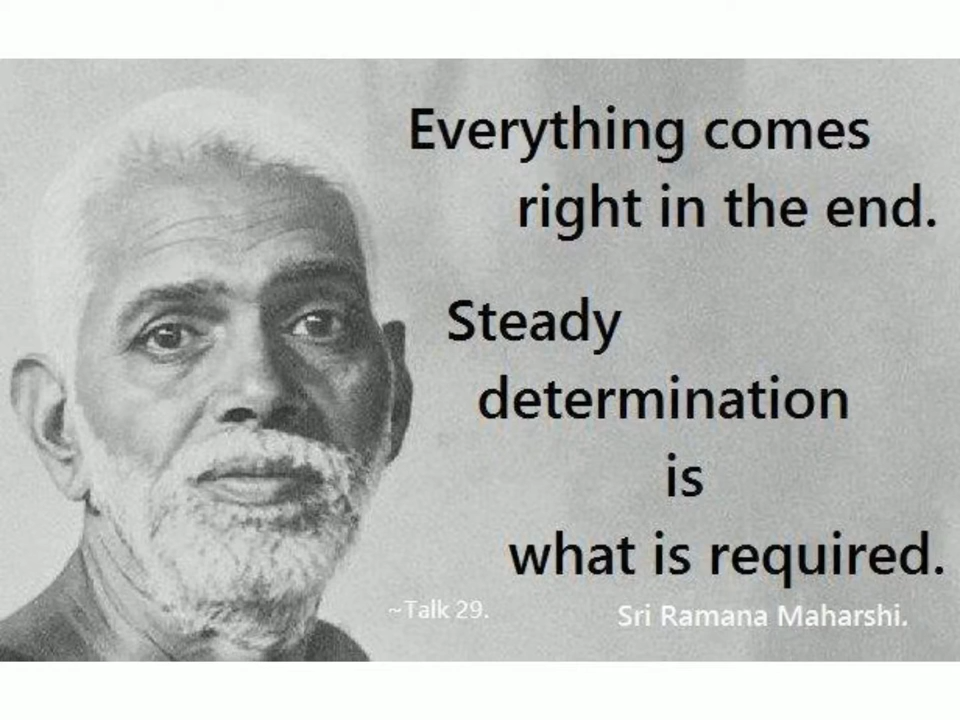 Everything comes
right in the end.
Steady
determination
is
what is required.
~Talk 29.
Sri Ramana Maharshi.